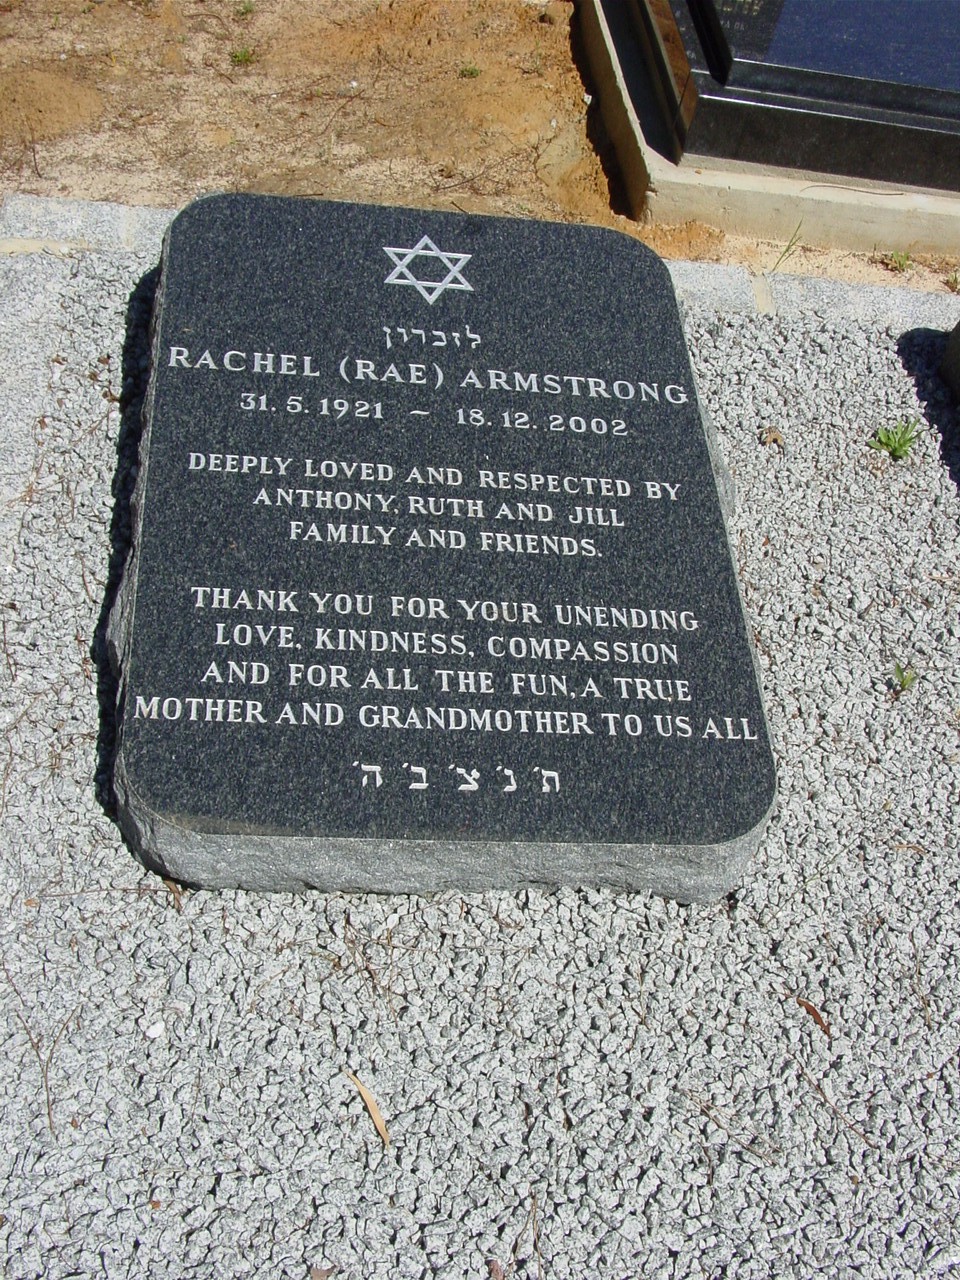 לזכרון
RACHEL (RAE) ARMSTRONG
31. 5. 1921 ~ 18. 12. 2002
DEEPLY LOVED AND RESPECTED BY
ANTHONY, RUTH AND JILL
FAMILY AND FRIENDS.
THANK YOU FOR YOUR UNENDING
LOVE, KINDNESS, COMPASSION
AND FOR ALL THE FUN, A TRUE
MOTHER AND GRANDMOTHER TO US ALL
ת׳ נ׳ צ׳ ב׳ ה׳